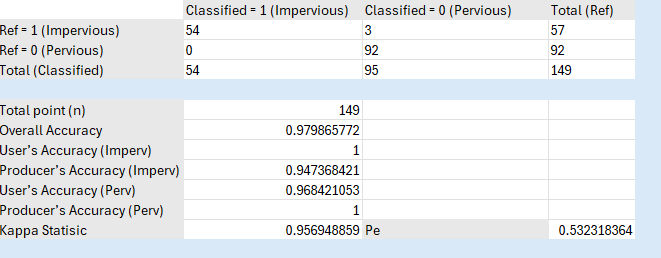 Classified = 1 (Impervious) Classified = 0 (Pervious) Total (Ref)
Ref = 1 (Impervious) 54 3 57
Ref = 0 (Pervious) 0 92 92
Total (Classified) 54 95 149
Total point (n) 149
Overall Accuracy 0.979865772
User's Accuracy (Imperv) 1
Producer's Accuracy (Imperv) 0.947368421
User's Accuracy (Perv) 0.968421053
Producer's Accuracy (Perv) 1
Kappa Statisic 0.956948859 Pe 0.532318364